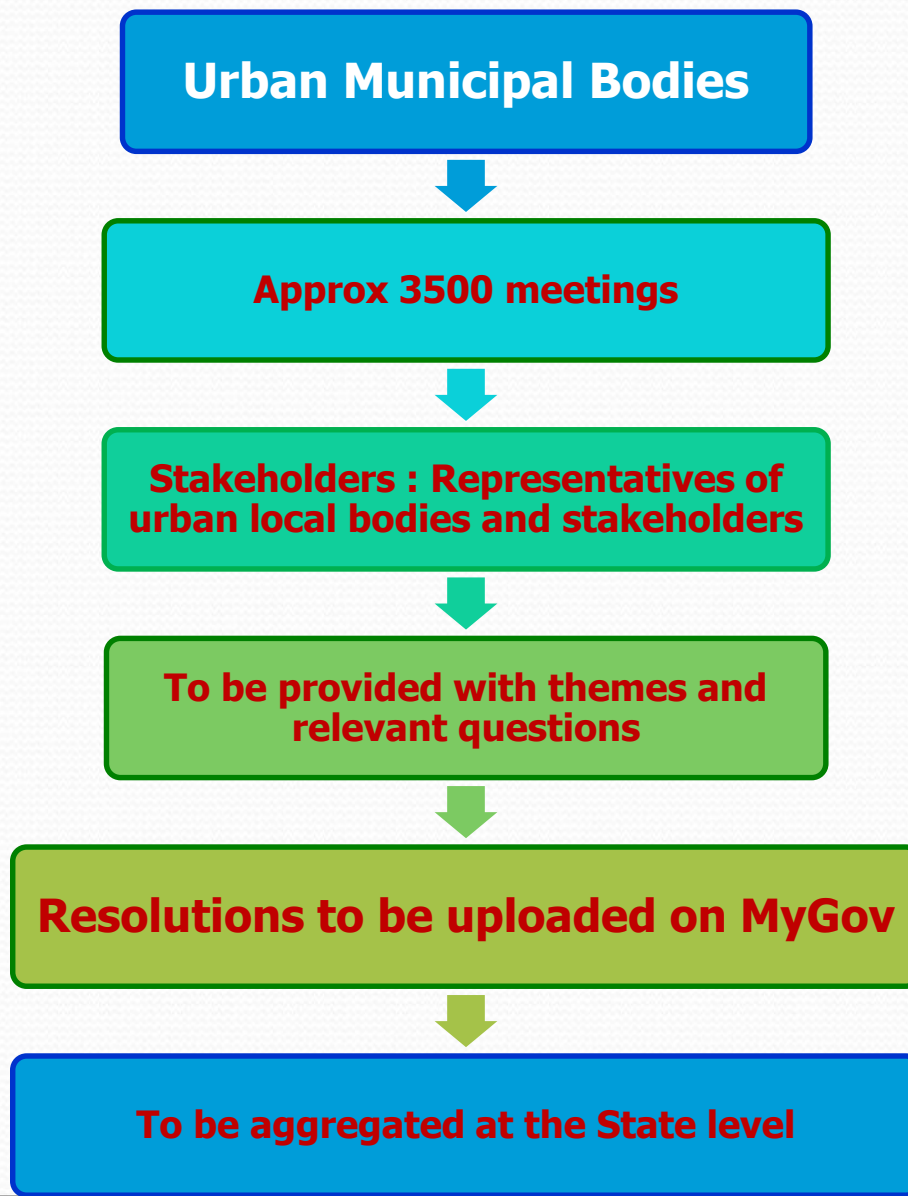 Urban Municipal Bodies
Approx 3500 meetings
Stakeholders : Representatives of
urban local bodies and stakeholders
To be provided with themes and
relevant questions
Resolutions to be uploaded on MyGov
To be aggregated at the State level